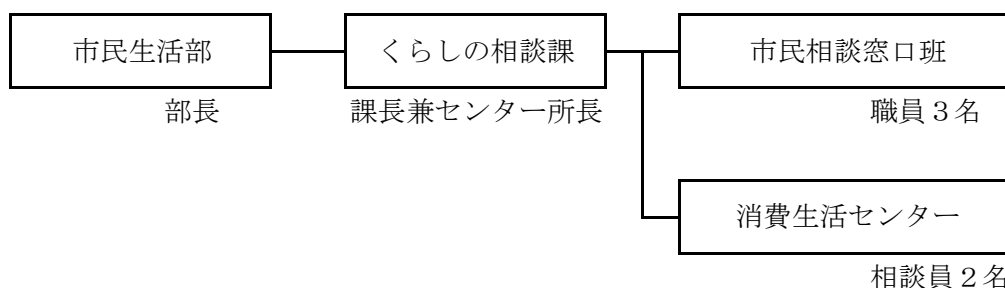 市民生活部
くらしの相談課
市民相談窓口班
部長
課長兼センター所長
職員３名
消費生活センター
相談員２名